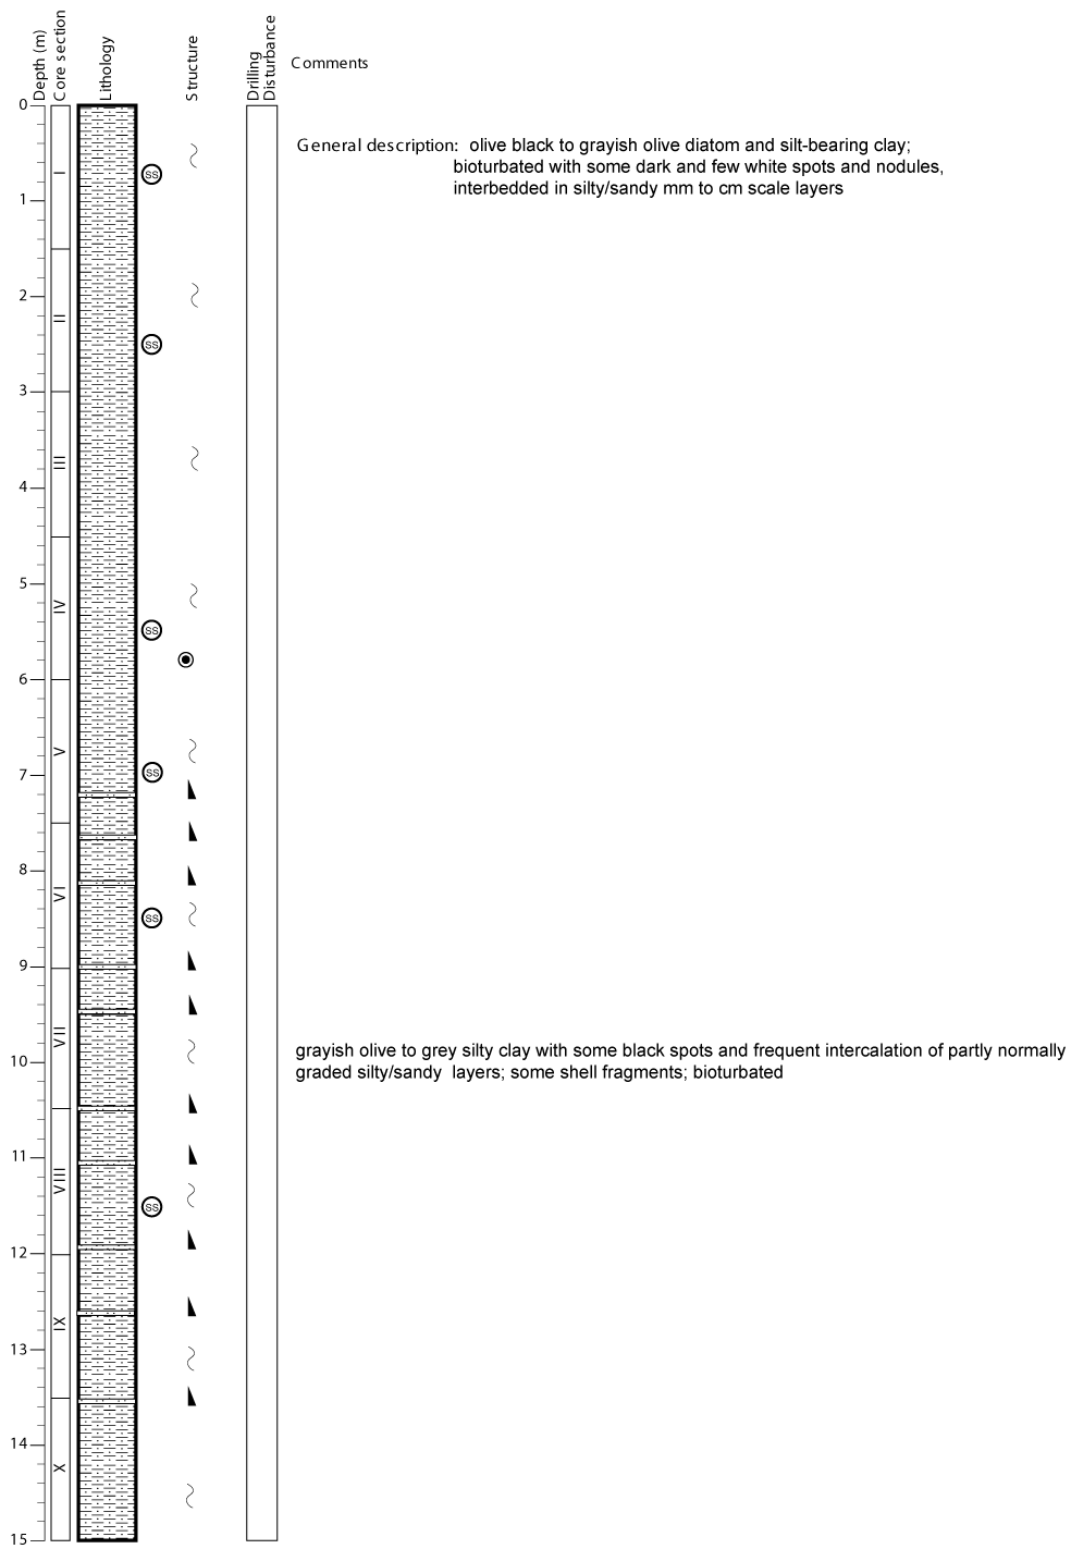 Depth (m)
Core section
Lithology
Structure
Drilling
Disturbance
Comments
0
General description: olive black to grayish olive diatom and silt-bearing clay;
bioturbated with some dark and few white spots and nodules,
interbedded in silty/sandy mm to cm scale layers
I
SS
1
2
II
SS
3
III
4
5
IV
SS
6
V
SS
7
8
VI
SS
9
VII
10
grayish olive to grey silty clay with some black spots and frequent intercalation of partly normally
graded silty/sandy layers; some shell fragments; bioturbated
11
VIII
SS
12
IX
13
14
X
15